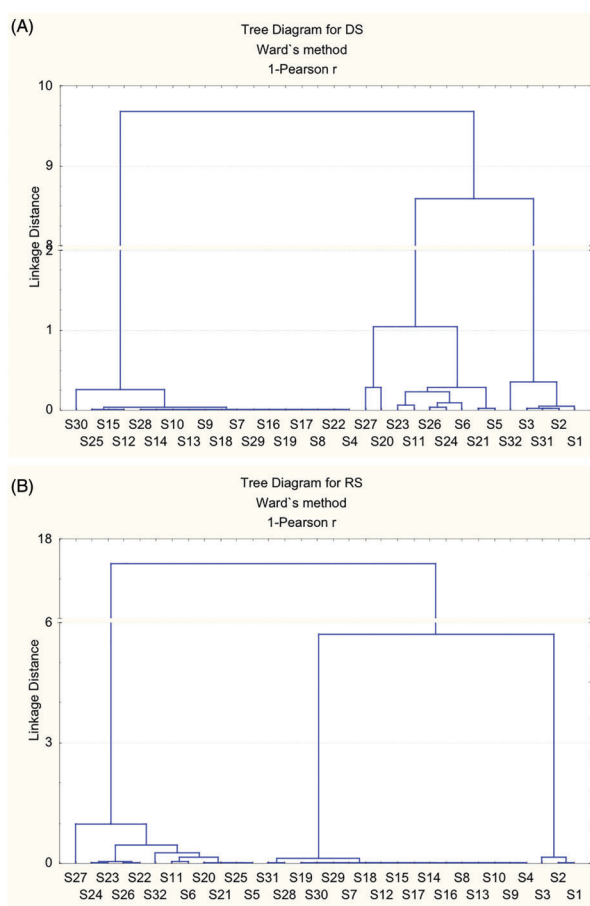 (A)
Tree Diagram for DS
Ward`s method
1-Pearson r
10
9
8
2
1
0
Linkage Distance
S30 S15 S28 S10 S9 S7 S16 S17 S22 S27 S23 S26 S6 S5 S3 S2
S25 S12 S14 S13 S18 S29 S19 S8 S4 S20 S11 S24 S21 S32 S31 S1
(B)
Tree Diagram for RS
Ward`s method
1-Pearson r
18
6
3
0
Linkage Distance
S27 S23 S22 S11 S20 S25 S31 S19 S29 S18 S15 S14 S8 S10 S4 S2
S24 S26 S32 S6 S21 S5 S28 S30 S7 S12 S17 S16 S13 S9 S3 S1